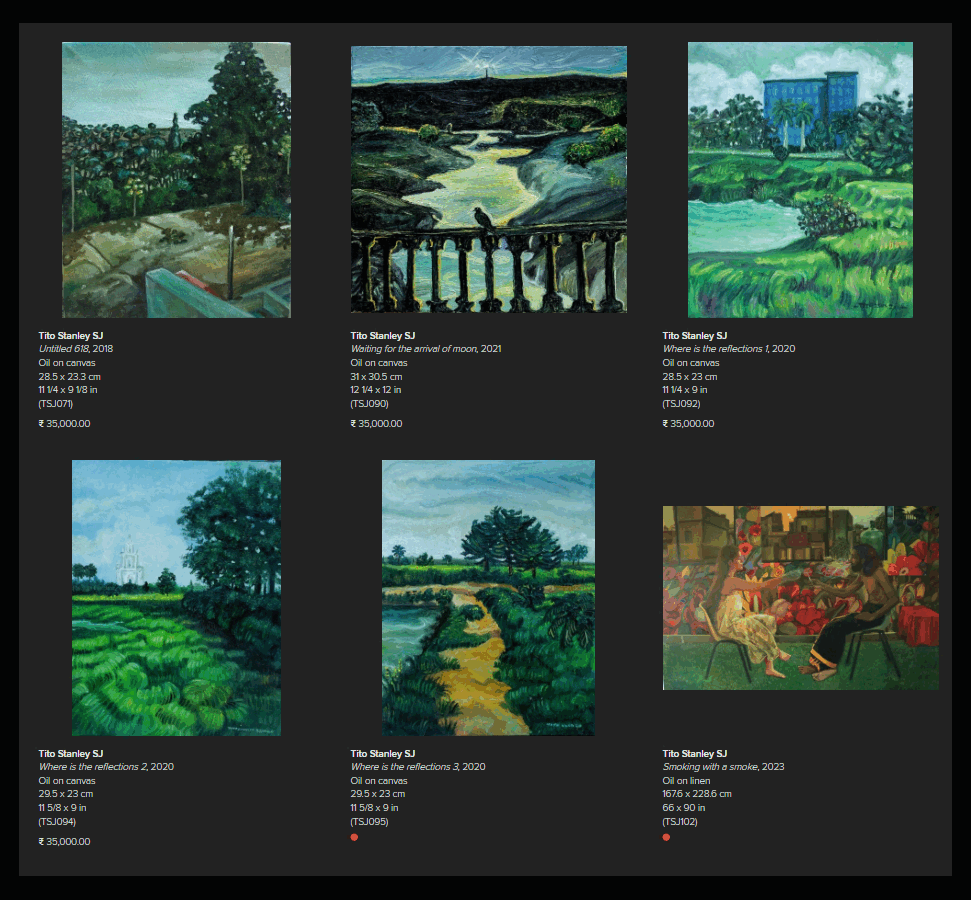 Tito Stanley SJ
Untitled 618, 2018
Oil on canvas
28.5 x 23.3 cm
11 1/4 x 9 1/8 in
(TSJ071)
₹ 35,000.00
Tito Stanley SJ
Waiting for the arrival of moon, 2021
Oil on canvas
31 x 30.5 cm
12 1/4 x 12 in
(TSJ090)
₹ 35,000.00
Tito Stanley SJ
Where is the reflections 1, 2020
Oil on canvas
28.5 x 23 cm
11 1/4 x 9 in
(TSJ092)
₹ 35,000.00
Tito Stanley SJ
Where is the reflections 2, 2020
Oil on canvas
29.5 x 23 cm
11 5/8 x 9 in
(TSJ094)
₹ 35,000.00
Tito Stanley SJ
Where is the reflections 3, 2020
Oil on canvas
29.5 x 23 cm
11 5/8 x 9 in
(TSJ095)
Tito Stanley SJ
Smoking with a smoke, 2023
Oil on linen
167.6 x 228.6 cm
66 x 90 in
(TSJ102)